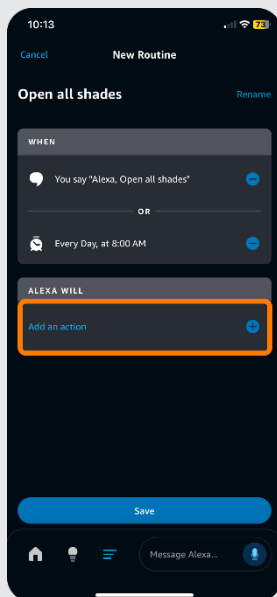 10:13
73
Cancel
New Routine
Open all shades
Rename
WHEN
You say "Alexa, Open all shades"
OR
Every Day, at 8:00 AM
ALEXA WILL
Add an action
Save
Message Alexa...